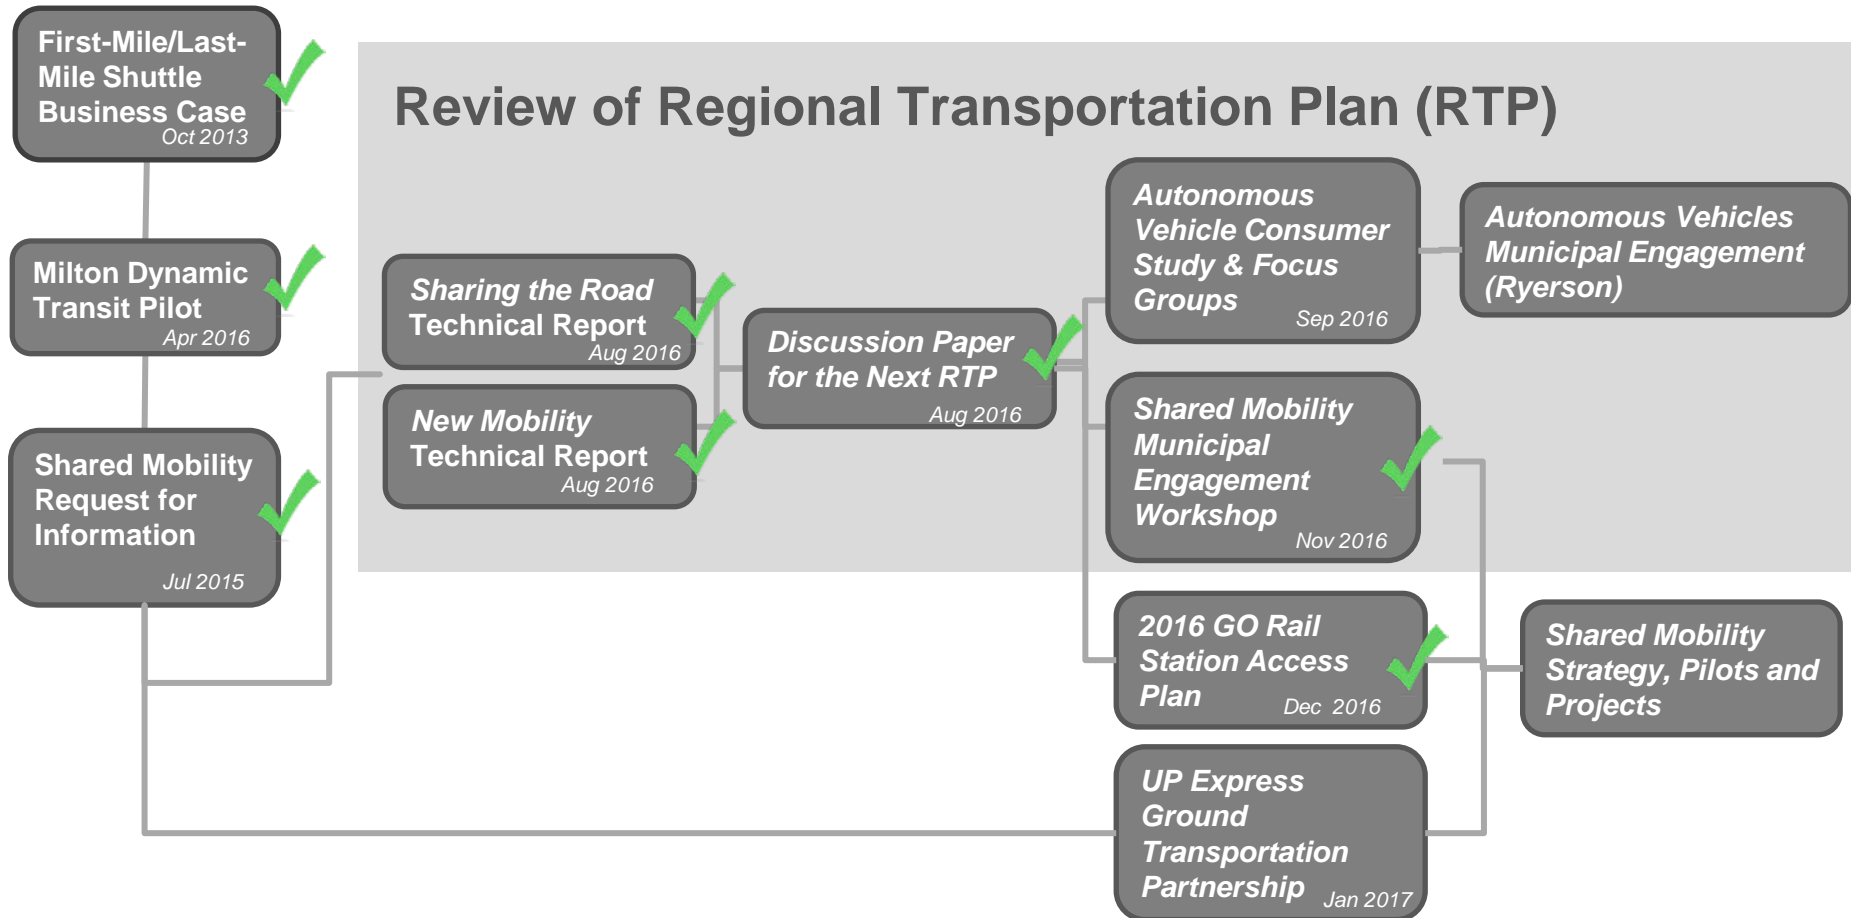 First-Mile/Last-
Mile Shuttle
Business Case
Oct 2013
Milton Dynamic
Transit Pilot
Apr 2016
Shared Mobility
Request for
Information
Jul 2015
Review of Regional Transportation Plan (RTP)
Sharing the Road
Technical Report
Aug 2016
New Mobility
Technical Report
Aug 2016
Discussion Paper
for the Next RTP
Aug 2016
Autonomous
Vehicle Consumer
Study & Focus
Groups
Sep 2016
Autonomous Vehicles
Municipal Engagement
(Ryerson)
Shared Mobility
Municipal
Engagement
Workshop
Nov 2016
2016 GO Rail
Station Access
Plan
Dec 2016
UP Express
Ground
Transportation
Partnership
Jan 2017
Shared Mobility
Strategy, Pilots and
Projects